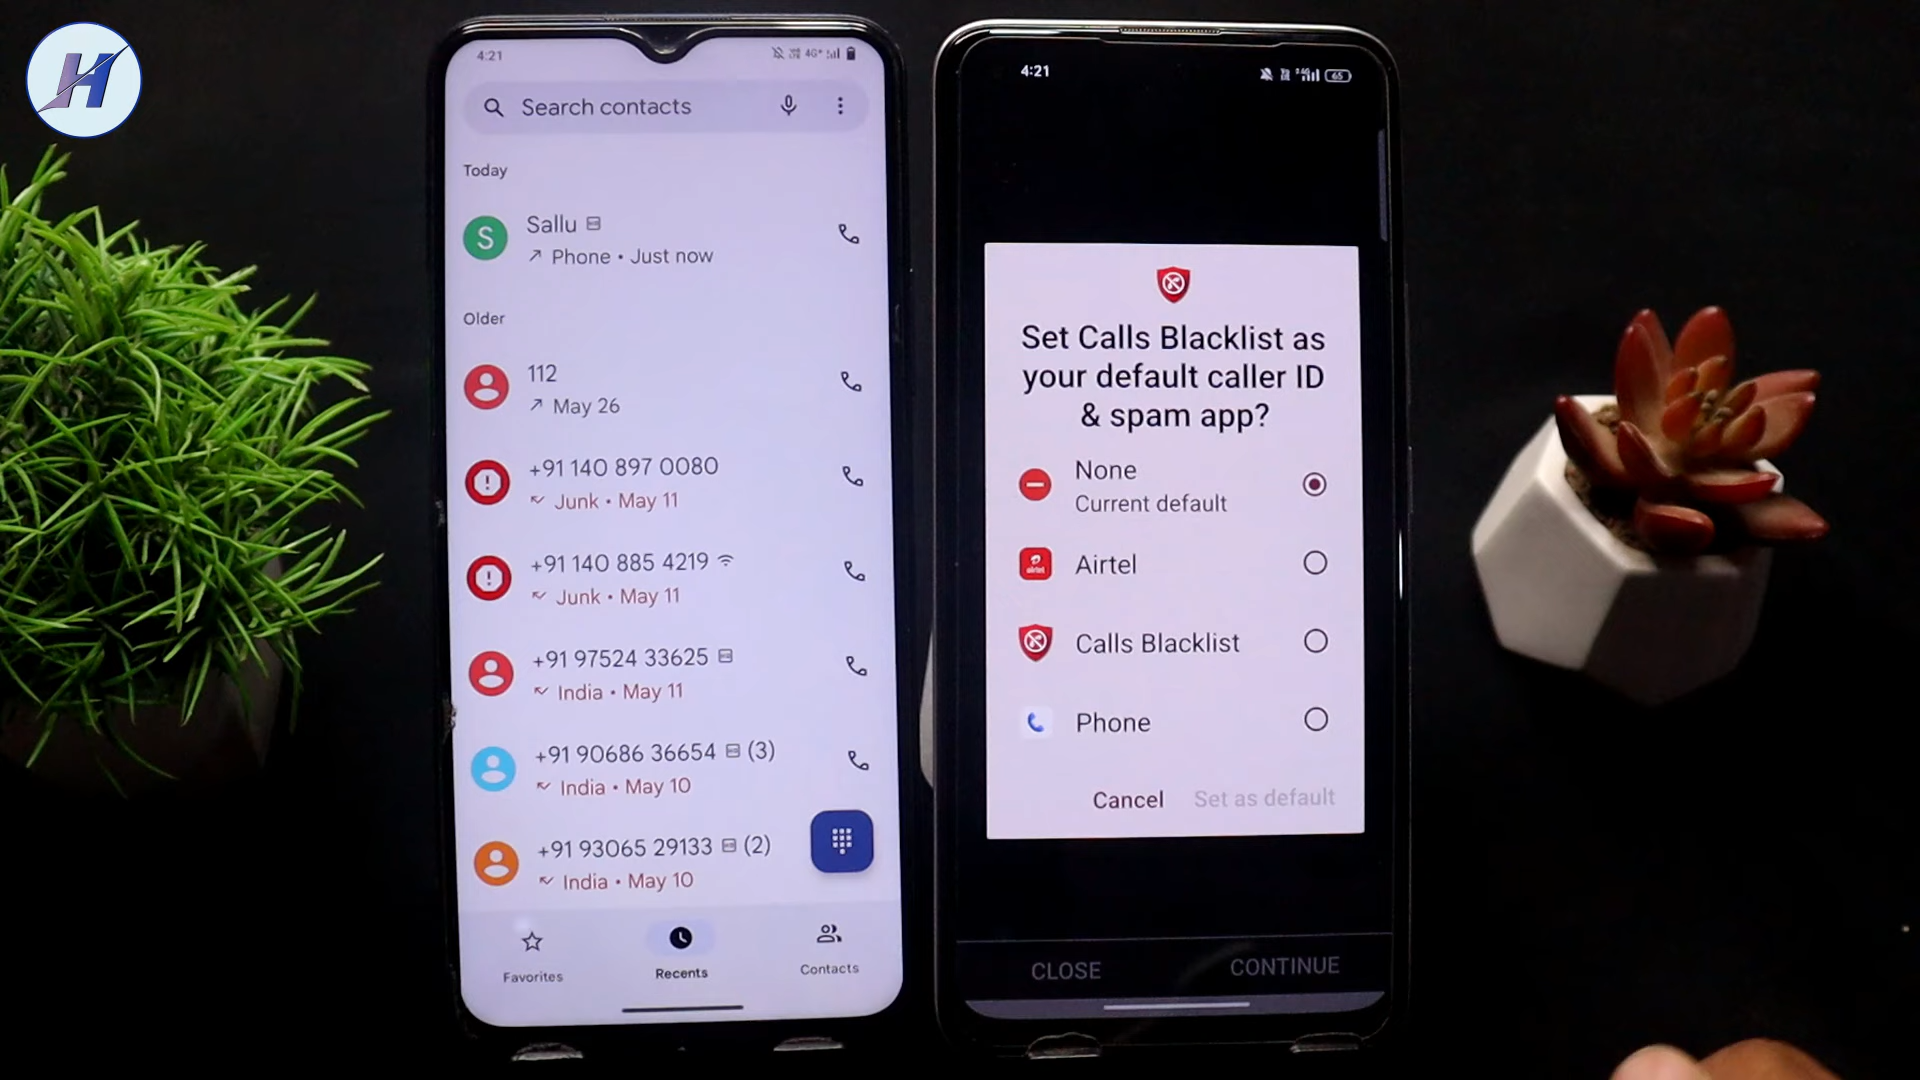 H
4:21
4G+
Search contacts
Today
S
Sallu
Phone • Just now
Older
112
May 26
+91 140 897 0080
Junk • May 11
+91 140 885 4219
Junk • May 11
+91 97524 33625
India • May 11
+91 90686 36654 (3)
India • May 10
+91 93065 29133 (2)
India • May 10
Favorites
Recents
Contacts
4:21
65
Set Calls Blacklist as
your default caller ID
& spam app?
None
Current default
airtel
Airtel
Calls Blacklist
Phone
Cancel
Set as default
CLOSE
CONTINUE